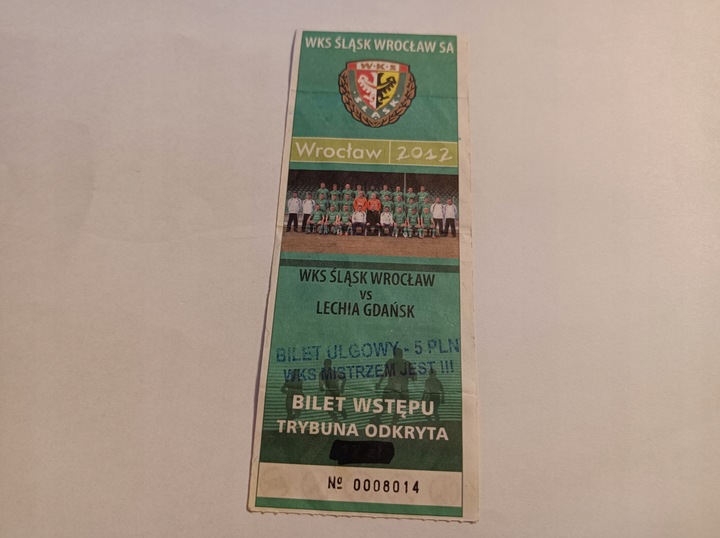 WKS ŚLĄSK WROCŁAW SA
W·K·S
ŚLĄSK
Wrocław 2012
WKS ŚLĄSK WROCŁAW
vs
LECHIA GDAŃSK
BILET ULGOWY - 5 PLN
WKS MISTRZEM JEST !!!
BILET WSTĘPU
TRYBUNA ODKRYTA
Nº 0008014